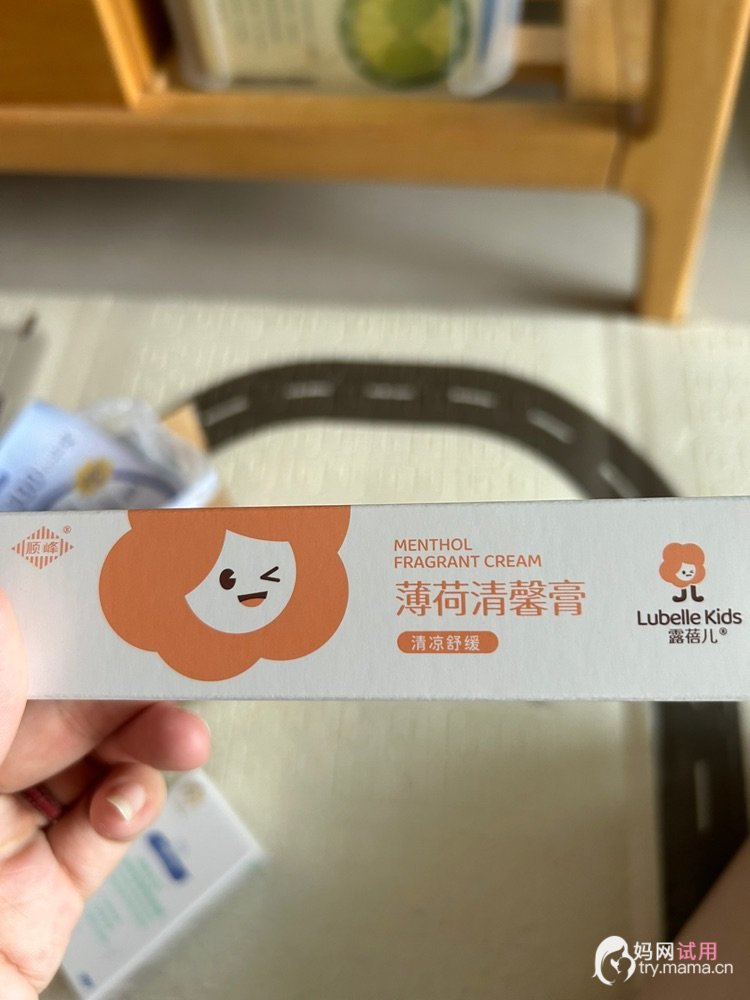 顺峰®
MENTHOL
FRAGRANT CREAM
薄荷清馨膏
清凉舒缓
Lubelle Kids
露蓓儿®
妈网试用
try.mama.cn